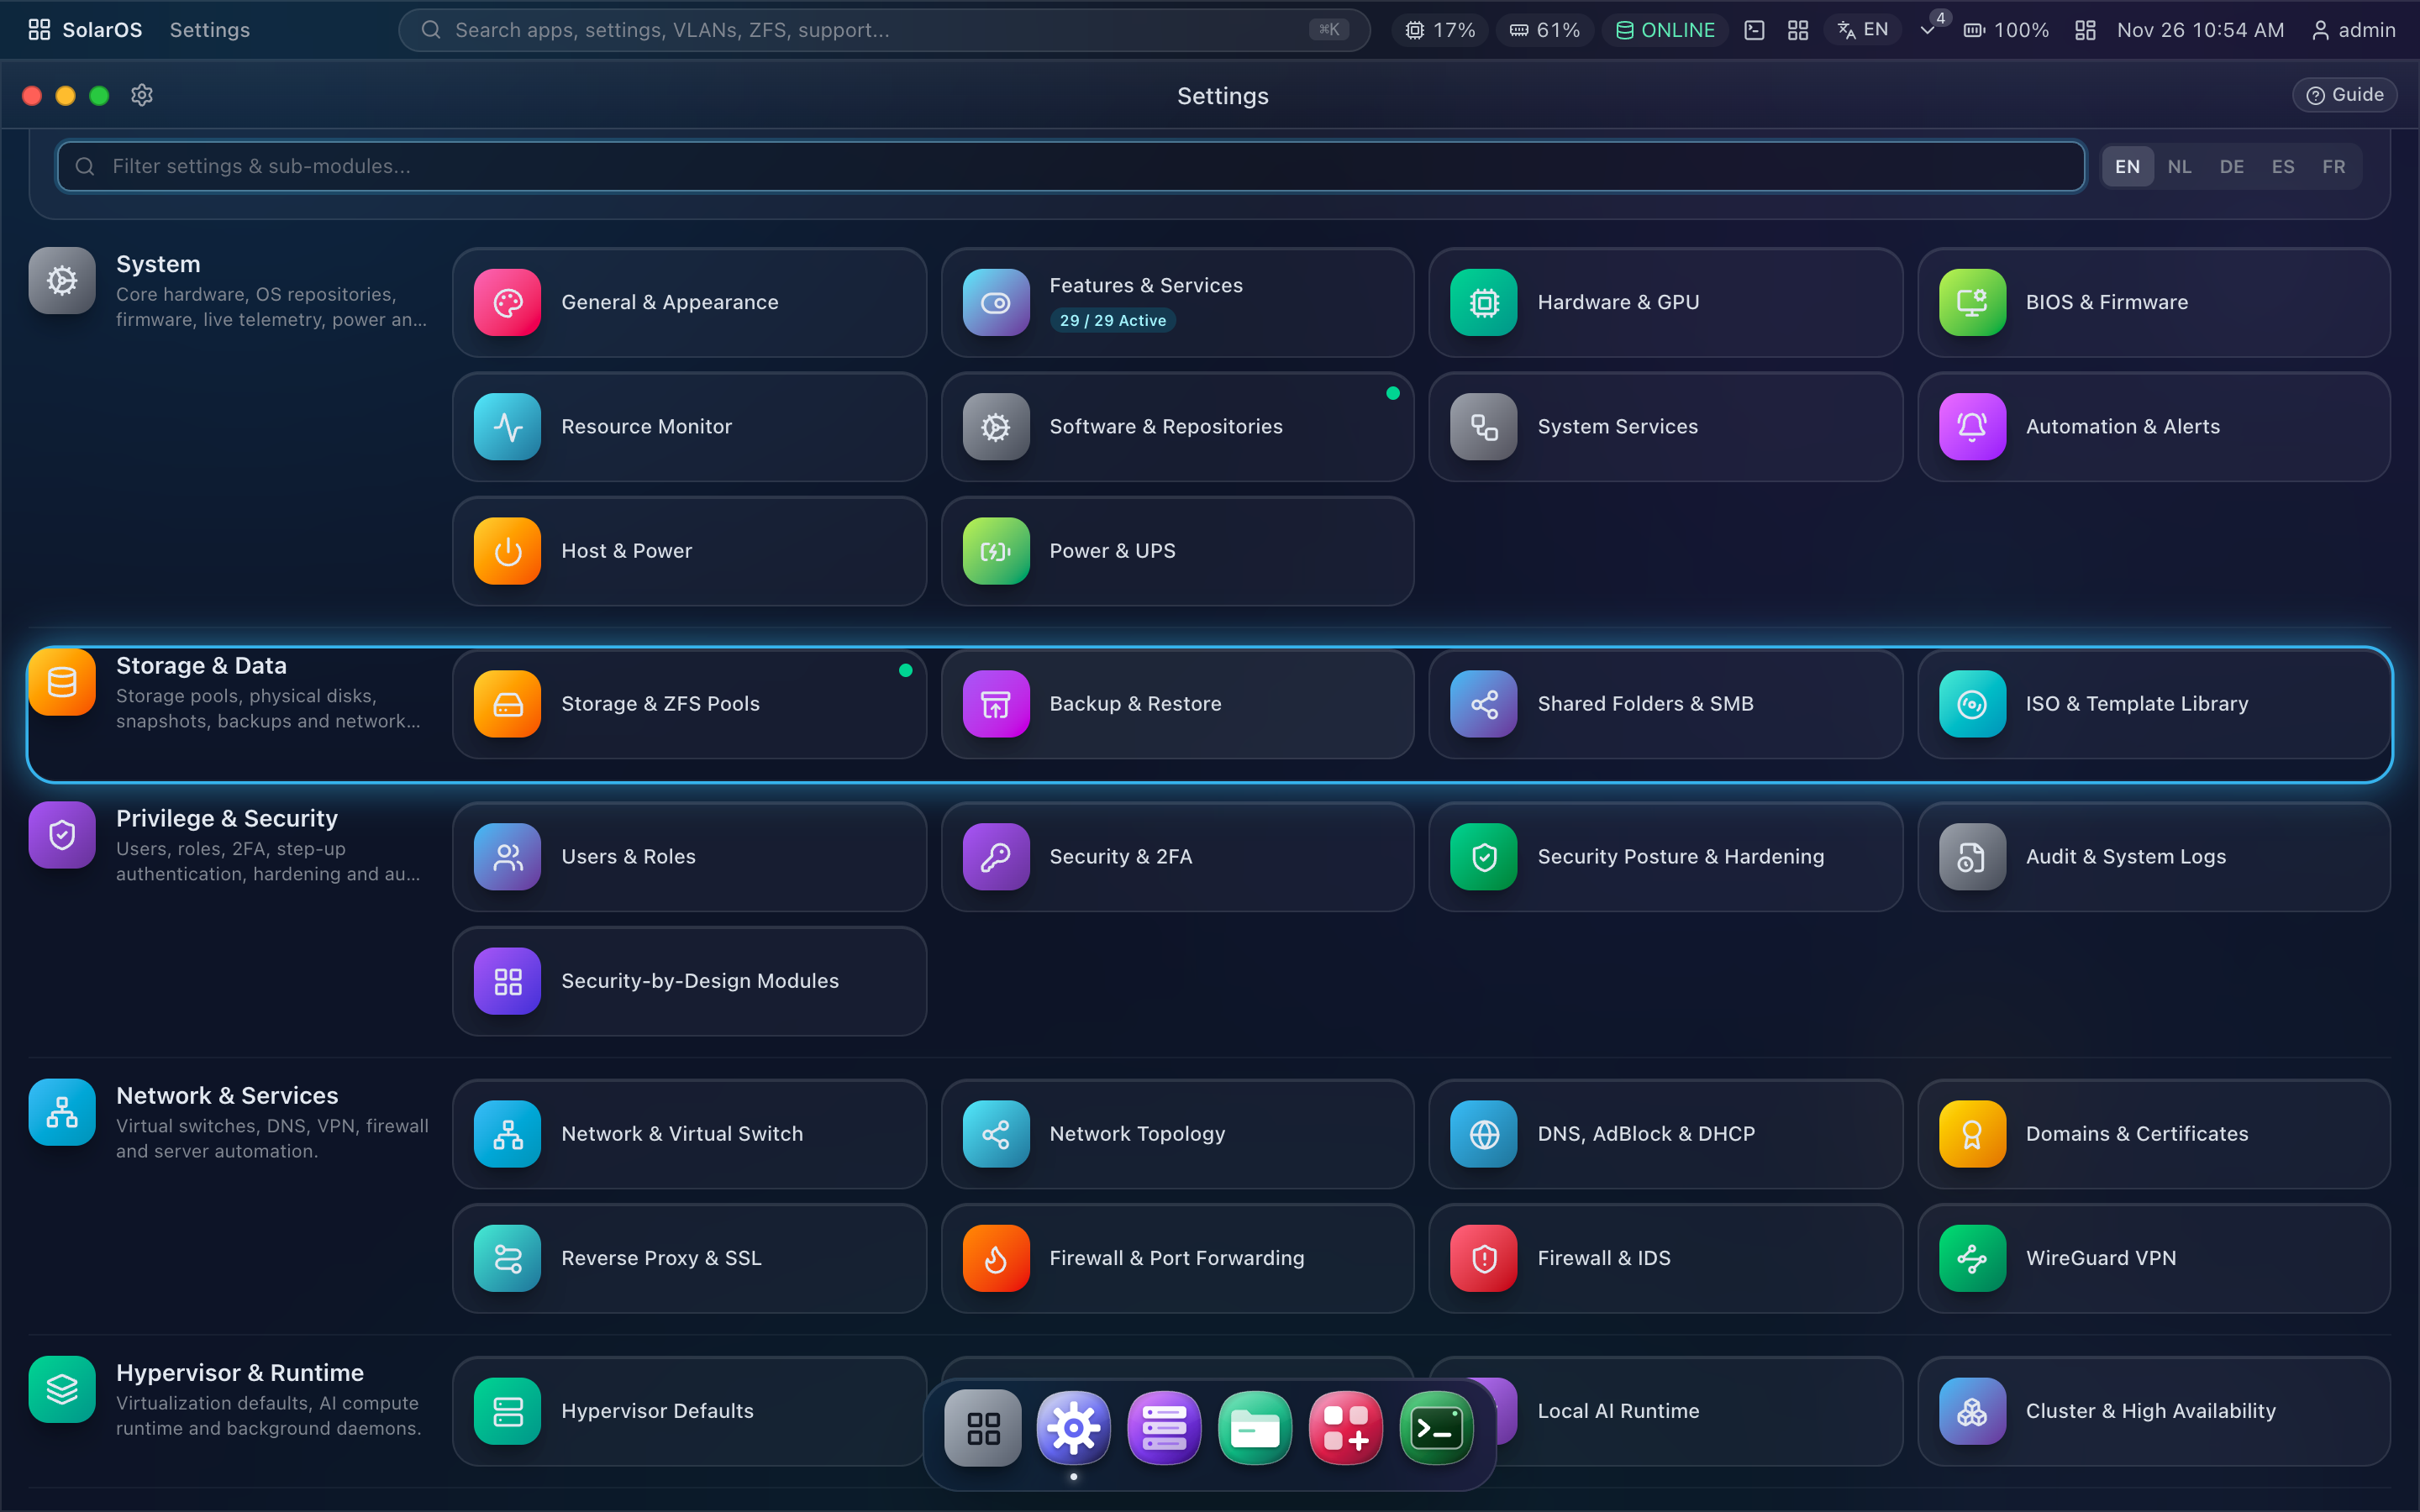 SolarOS Settings Search apps, settings, VLANs, ZFS, support... ⌘K 17% 61% ONLINE EN 4 100% Nov 26 10:54 AM admin
Settings Guide
Filter settings & sub-modules... EN NL DE ES FR
System
Core hardware, OS repositories,
firmware, live telemetry, power an...
General & Appearance
Features & Services
29 / 29 Active
Hardware & GPU
BIOS & Firmware
Resource Monitor
Software & Repositories
System Services
Automation & Alerts
Host & Power
Power & UPS
Storage & Data
Storage pools, physical disks,
snapshots, backups and network...
Storage & ZFS Pools
Backup & Restore
Shared Folders & SMB
ISO & Template Library
Privilege & Security
Users, roles, 2FA, step-up
authentication, hardening and au...
Users & Roles
Security & 2FA
Security Posture & Hardening
Audit & System Logs
Security-by-Design Modules
Network & Services
Virtual switches, DNS, VPN, firewall
and server automation.
Network & Virtual Switch
Network Topology
DNS, AdBlock & DHCP
Domains & Certificates
Reverse Proxy & SSL
Firewall & Port Forwarding
Firewall & IDS
WireGuard VPN
Hypervisor & Runtime
Virtualization defaults, AI compute
runtime and background daemons.
Hypervisor Defaults
Local AI Runtime
Cluster & High Availability